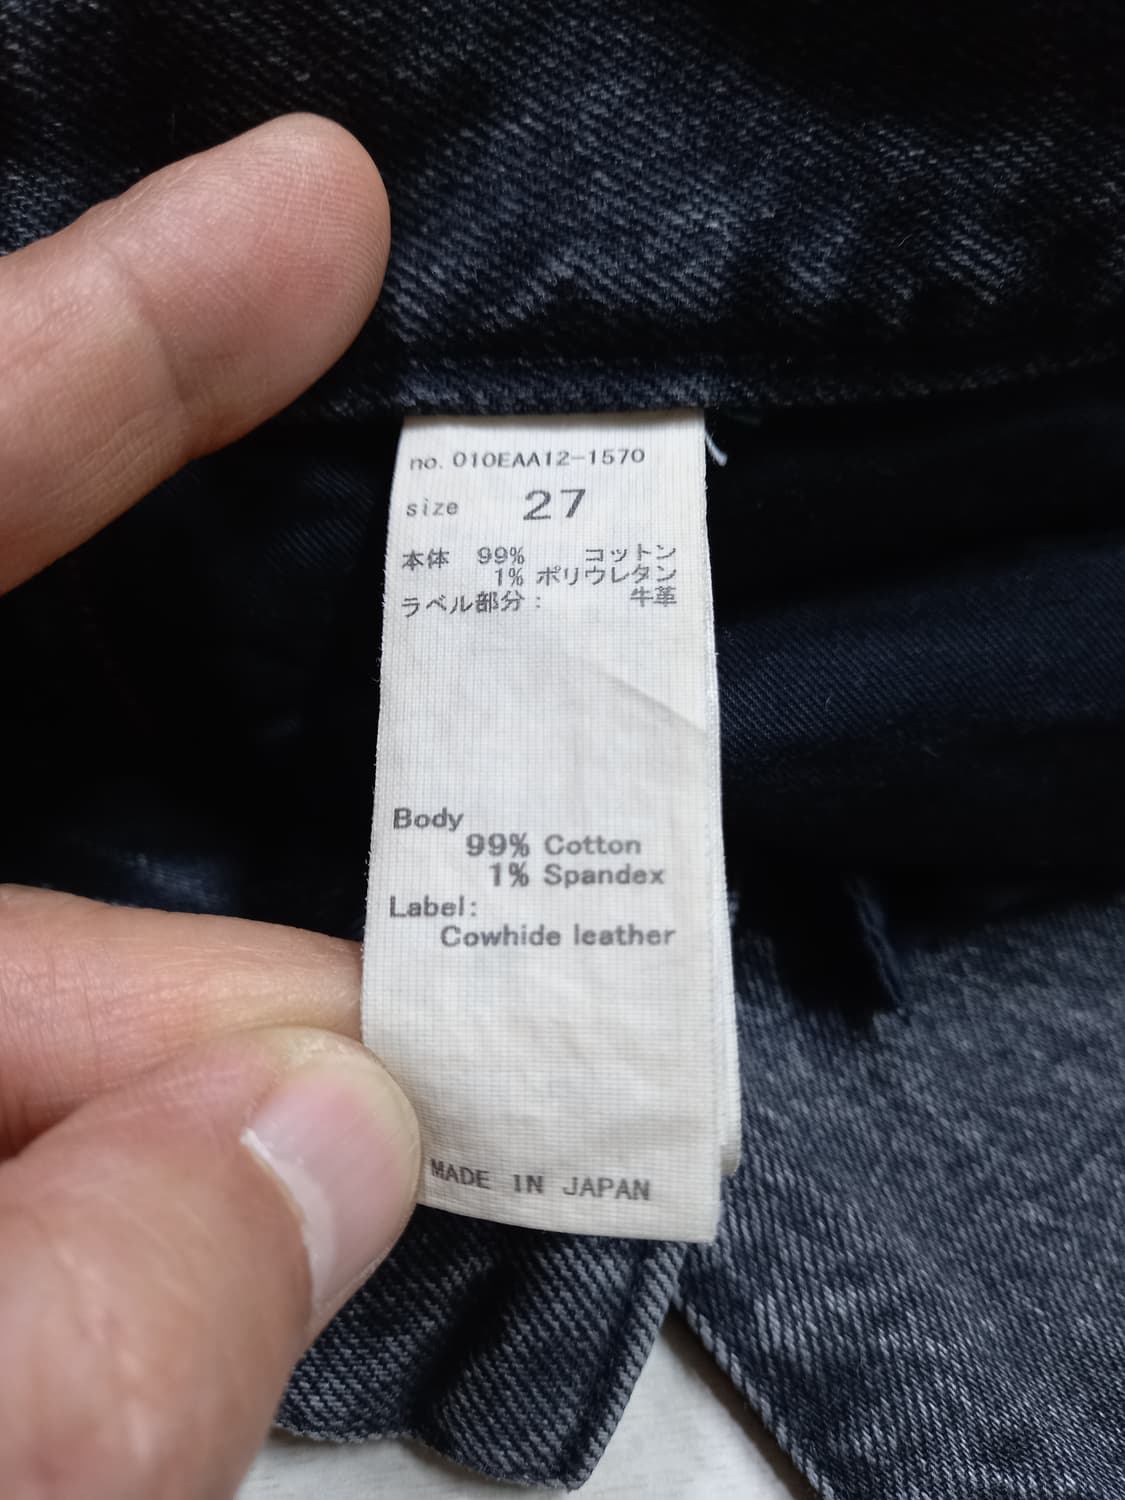 no. 010EAA12-1570
size 27
本体 99% コットン
1% ポリウレタン
ラベル部分: 牛革
Body
99% Cotton
1% Spandex
Label:
Cowhide leather
MADE IN JAPAN